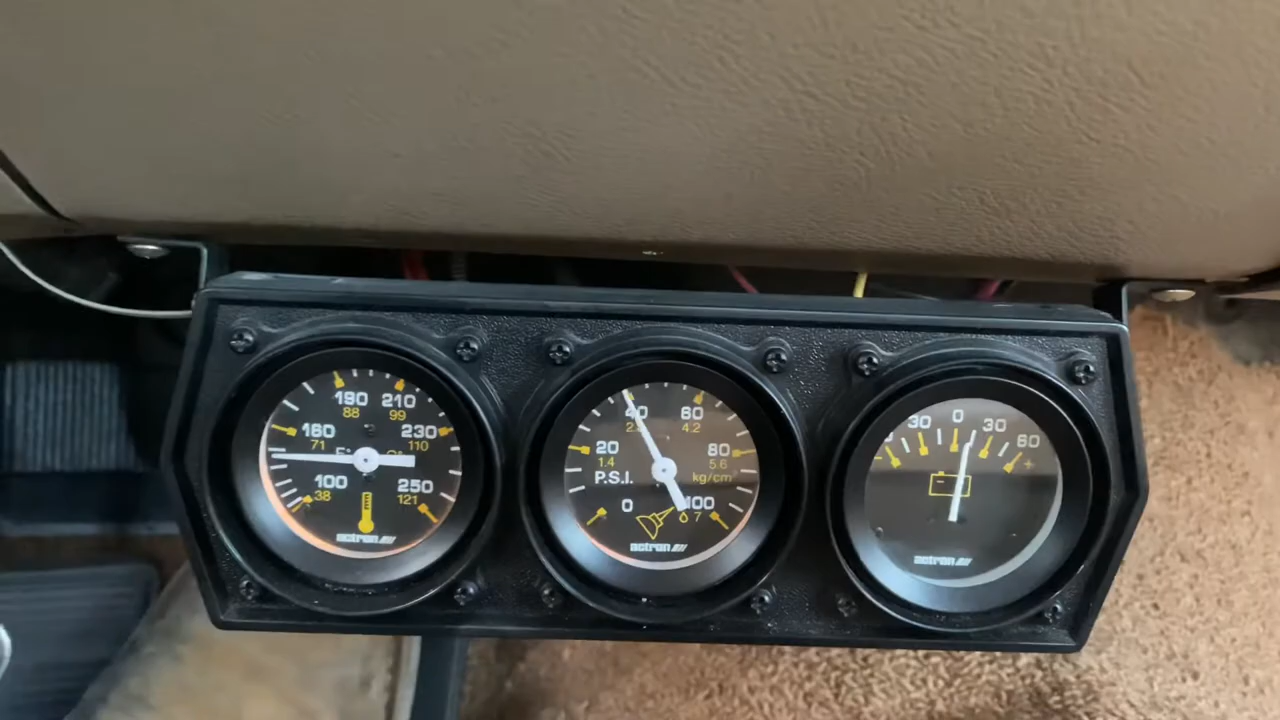 190 210
88 99
160 230
71 F° C° 110
100 250
38 121
actron
40 60
4.2
20 80
1.4 5.6
P.S.I. kg/cm
0 100
7
actron
30 0 30 60
- +
actron